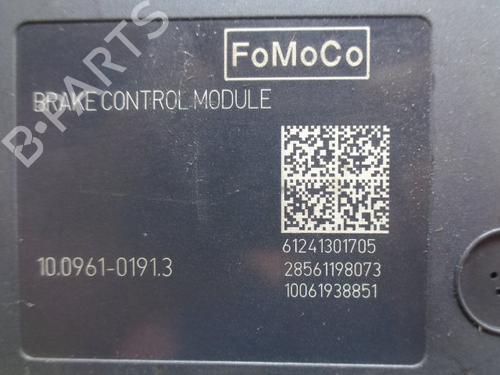 FoMoCo
BRAKE CONTROL MODULE
B-PARTS
61241301705
10.0961-0191.3
28561198073
10061938851